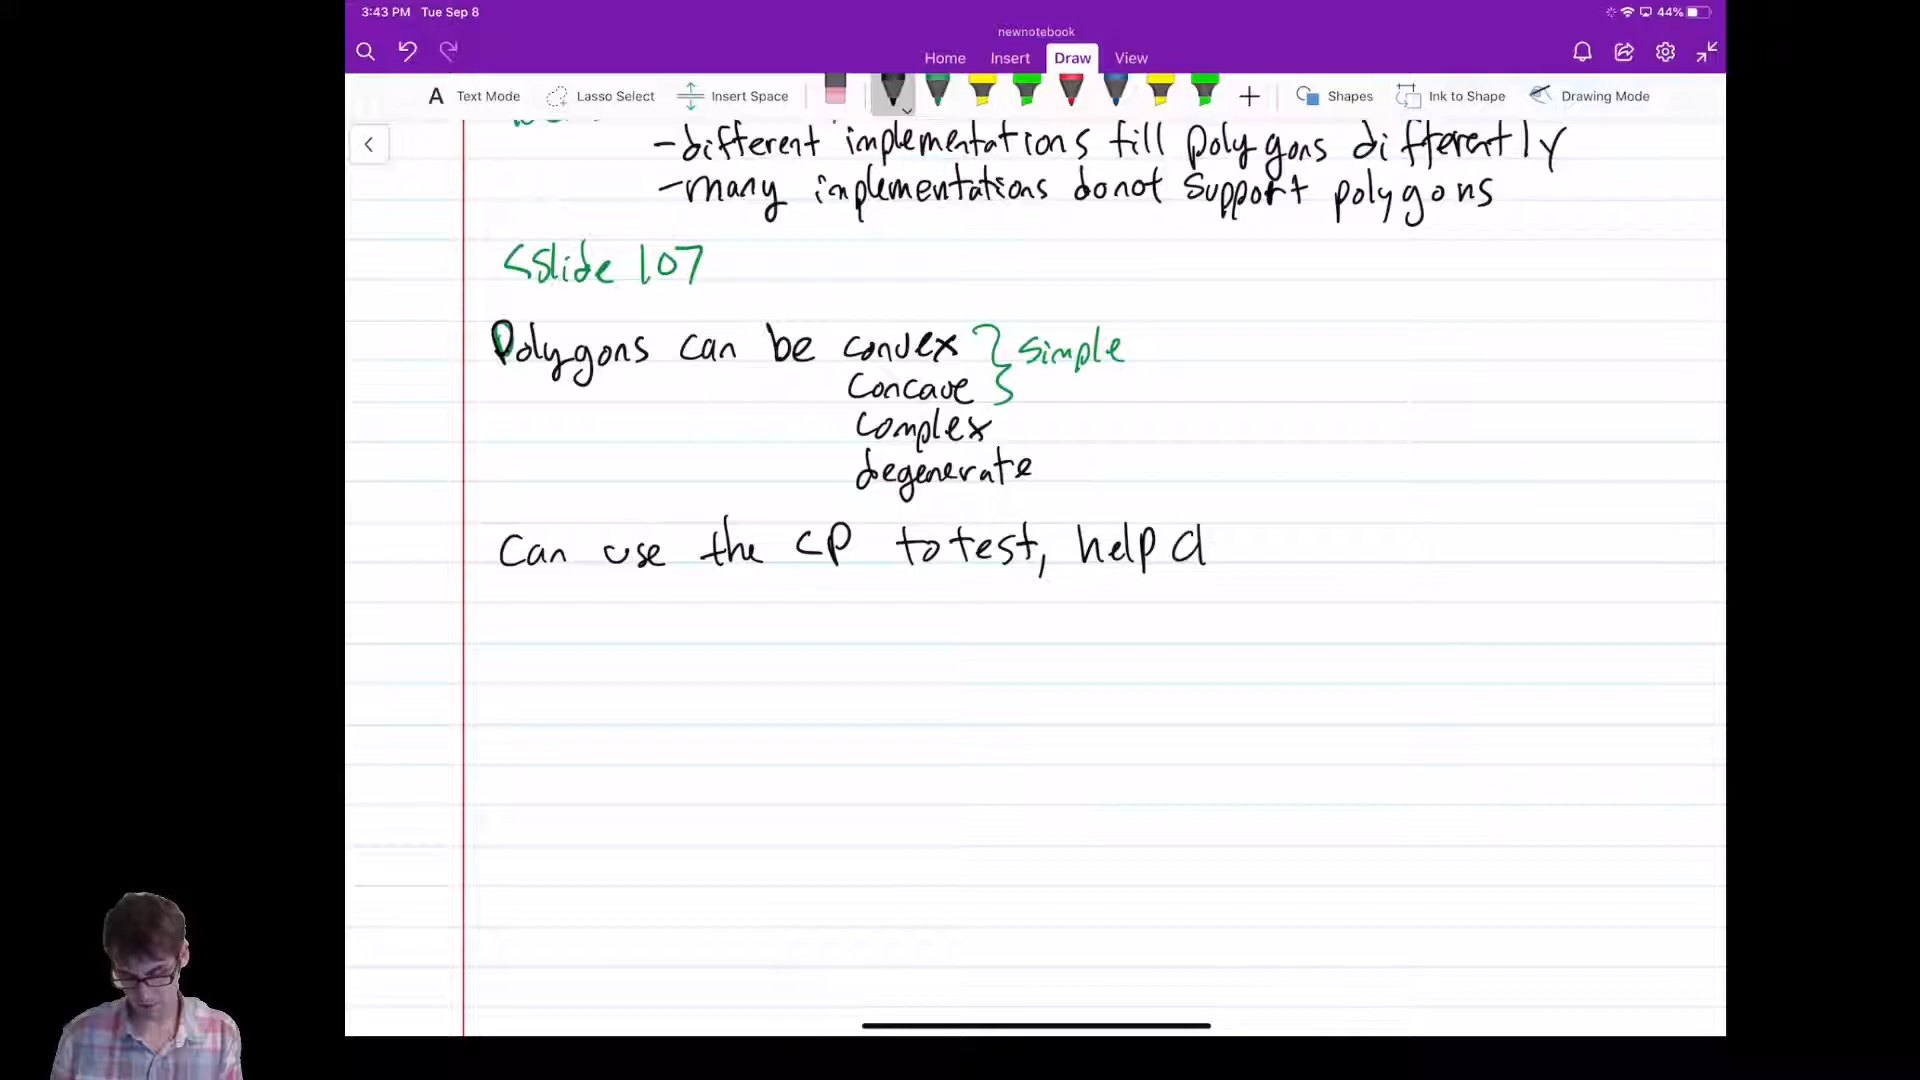 3:43 PM Tue Sep 8
44%
newnotebook
Home Insert Draw View
Text Mode Lasso Select Insert Space Shapes Ink to Shape Drawing Mode
-different implementations fill polygons differently
-many implementations do not support polygons
<Slide 107
Polygons can be convex } simple
concave
complex
degenerate
Can use the CP to test, help d